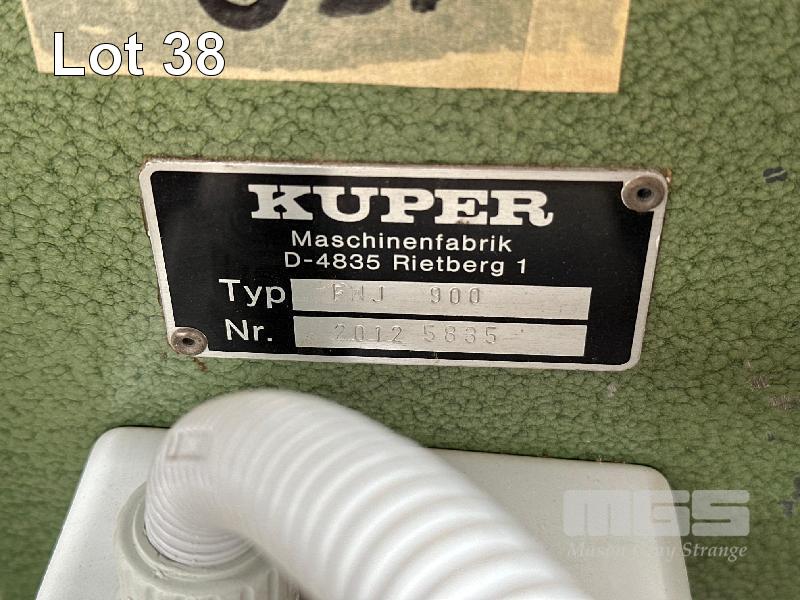 Lot 38
KUPER
Maschinenfabrik
D-4835 Rietberg 1
Typ FWJ 900
Nr. 2012 5835
MGS
Mason Gray Strange